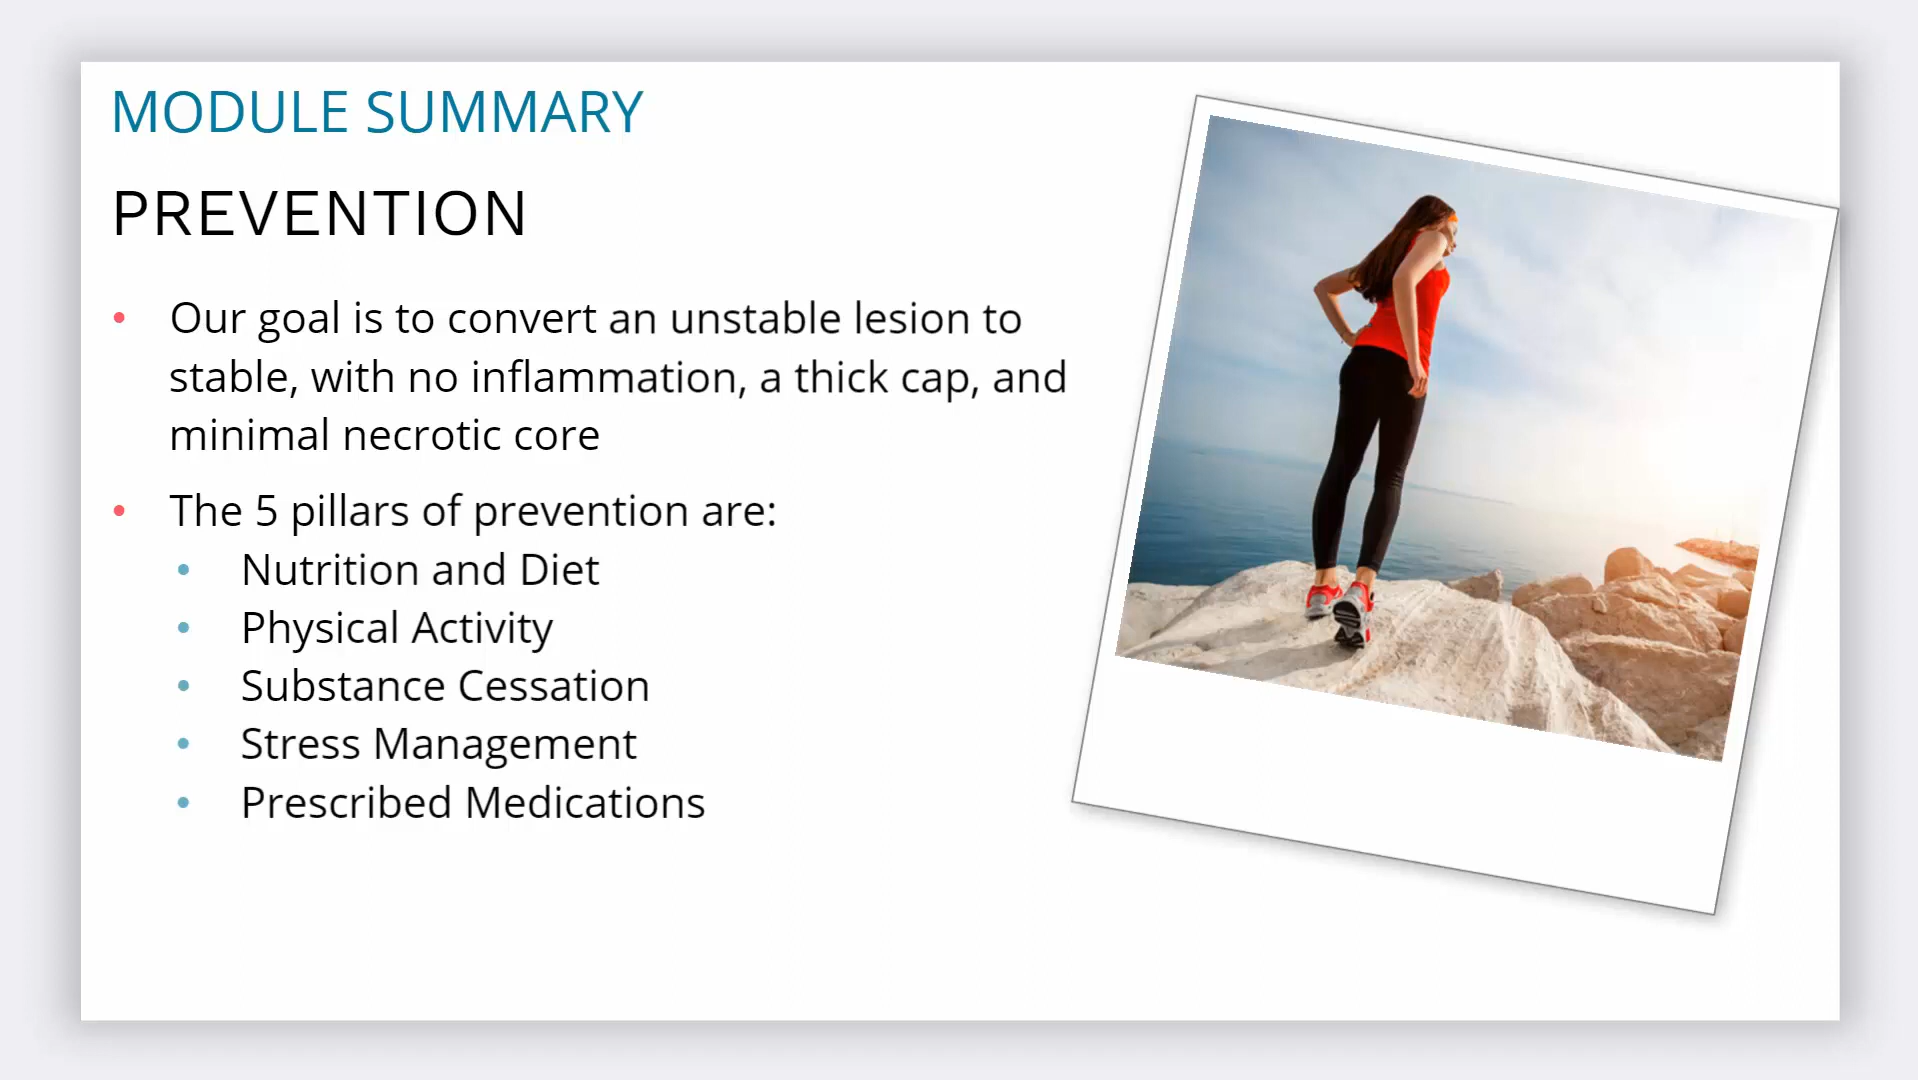 MODULE SUMMARY
PREVENTION
• Our goal is to convert an unstable lesion to
stable, with no inflammation, a thick cap, and
minimal necrotic core
• The 5 pillars of prevention are:
• Nutrition and Diet
• Physical Activity
• Substance Cessation
• Stress Management
• Prescribed Medications